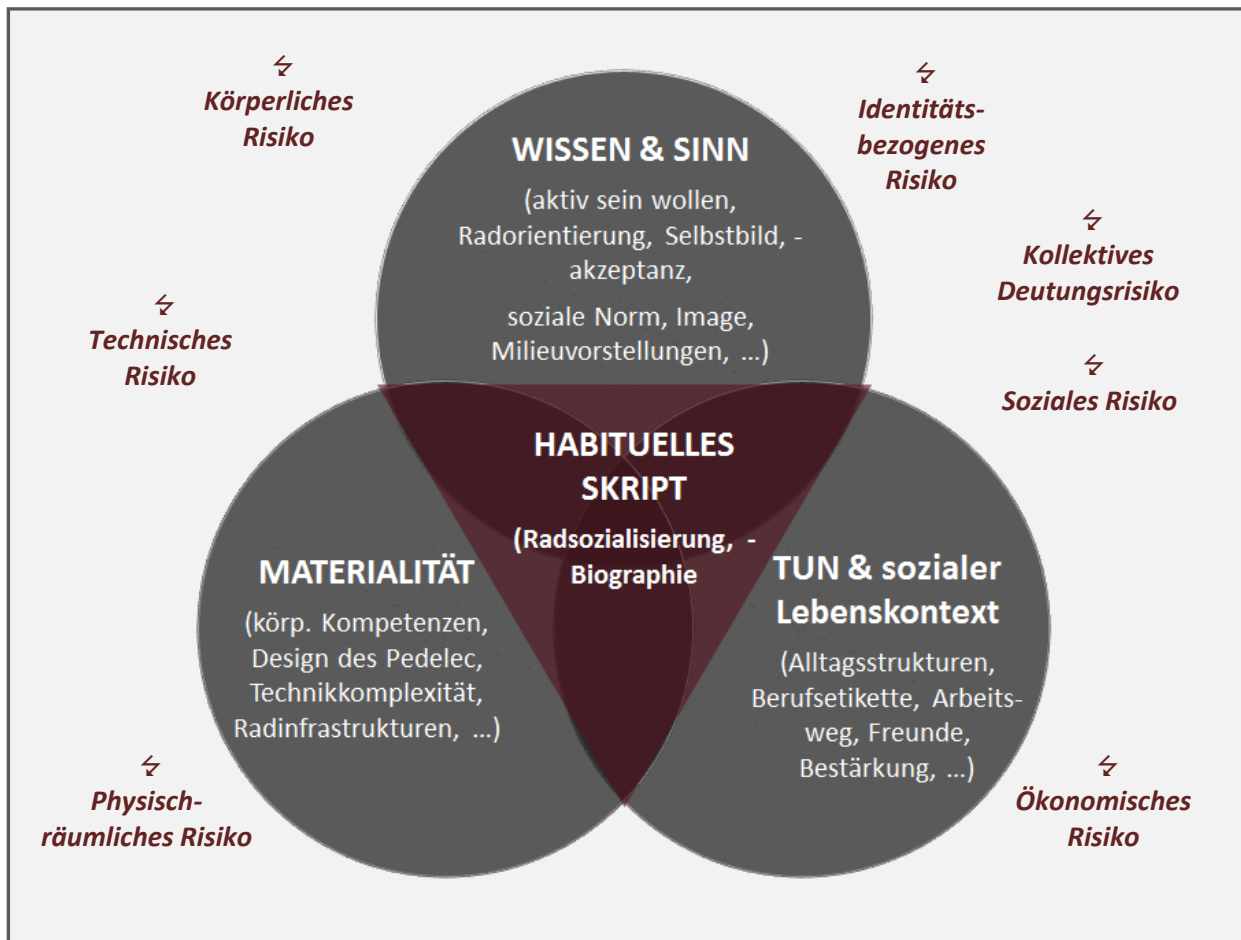 Körperliches
Risiko
Identitäts-
bezogenes
Risiko
WISSEN & SINN
(aktiv sein wollen,
Radorientierung, Selbstbild, -
akzeptanz,
soziale Norm, Image,
Milieuvorstellungen, ...)
Kollektives
Deutungsrisiko
Technisches
Risiko
Soziales Risiko
HABITUELLES
SKRIPT
(Radsozialisierung, -
Biographie
MATERIALITÄT
(körp. Kompetenzen,
Design des Pedelec,
Technikkomplexität,
Radinfrastrukturen, ...)
TUN & sozialer
Lebenskontext
(Alltagsstrukturen,
Berufsetikette, Arbeits-
weg, Freunde,
Bestärkung, ...)
Physisch-
räumliches Risiko
Ökonomisches
Risiko